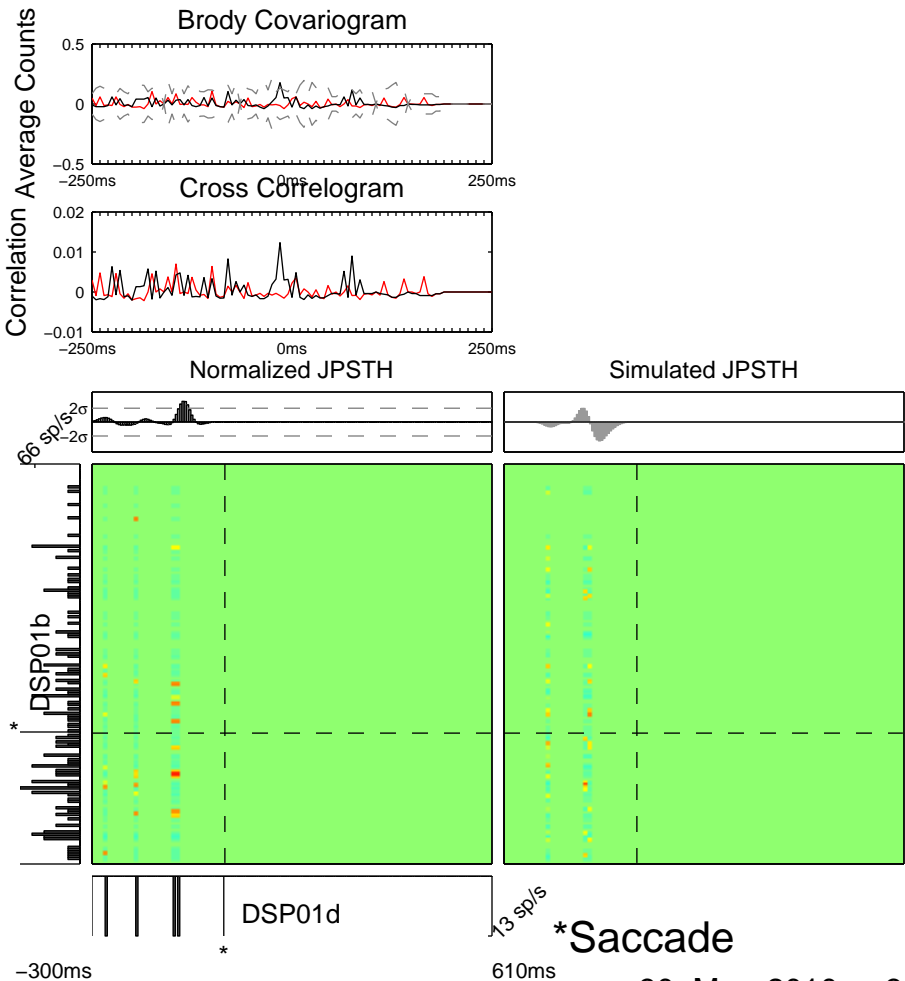 Brody Covariogram
Average Counts
0.5
0
−0.5
−250ms
0ms
250ms
Cross Correlogram
Correlation
0.02
0.01
0
−0.01
−250ms
0ms
250ms
Normalized JPSTH
Simulated JPSTH
2σ
−2σ
66 sp/s
DSP01b
*
DSP01d
*
13 sp/s
*Saccade
−300ms
610ms